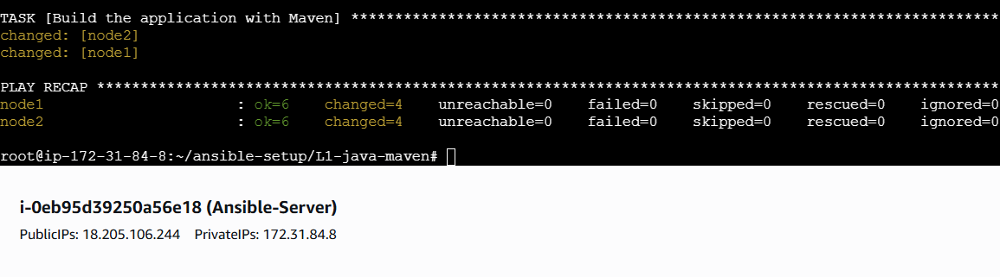 TASK [Build the application with Maven] **************************************************************************
changed: [node2]
changed: [node1]
PLAY RECAP *******************************************************************************************************
node1 : ok=6 changed=4 unreachable=0 failed=0 skipped=0 rescued=0 ignored=0
node2 : ok=6 changed=4 unreachable=0 failed=0 skipped=0 rescued=0 ignored=0
root@ip-172-31-84-8:~/ansible-setup/L1-java-maven#
i-0eb95d39250a56e18 (Ansible-Server)
PublicIPs: 18.205.106.244 PrivateIPs: 172.31.84.8